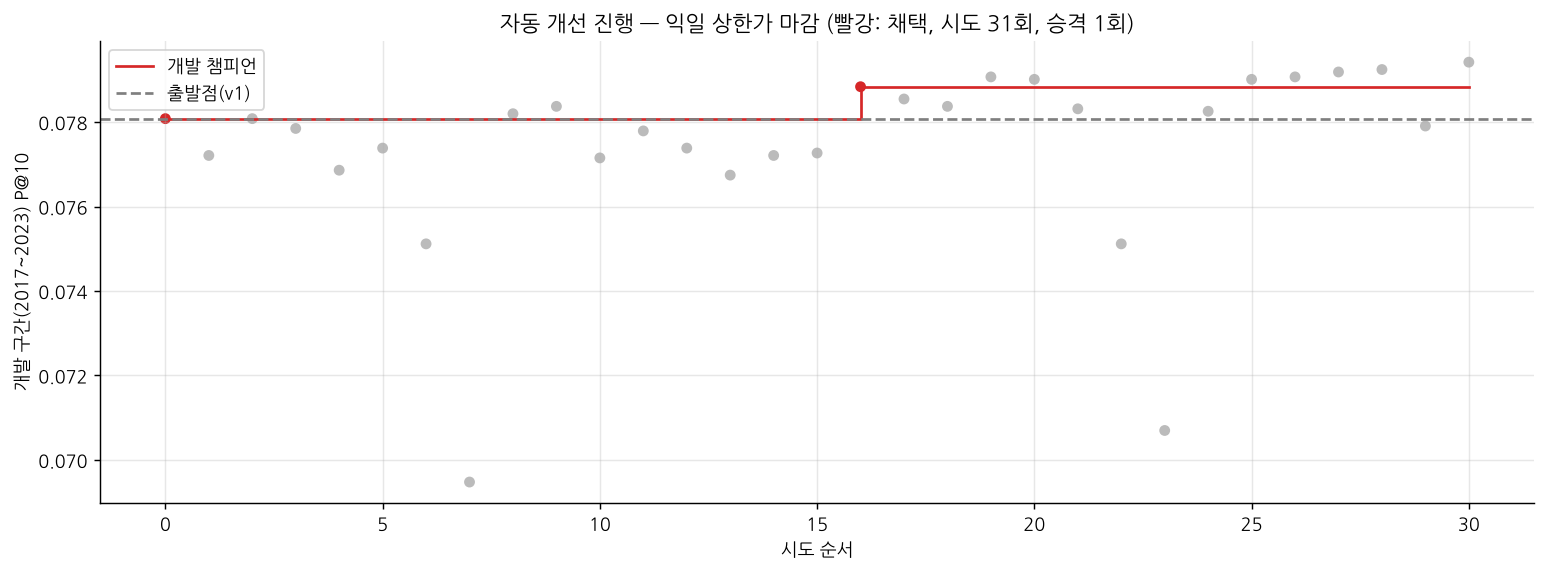 자동 개선 진행 — 익일 상한가 마감 (빨강: 채택, 시도 31회, 승격 1회)
개발 챔피언
출발점(v1)
개발 구간(2017~2023) P@10
0.078
0.076
0.074
0.072
0.070
0
5
10
15
20
25
30
시도 순서